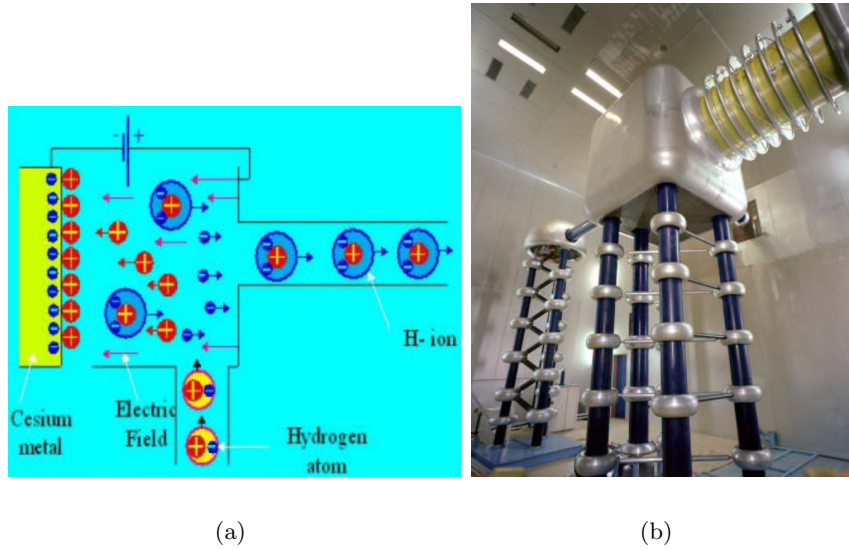 - +
H- ion
Cesium
metal
Electric
Field
Hydrogen
atom
(a)
(b)